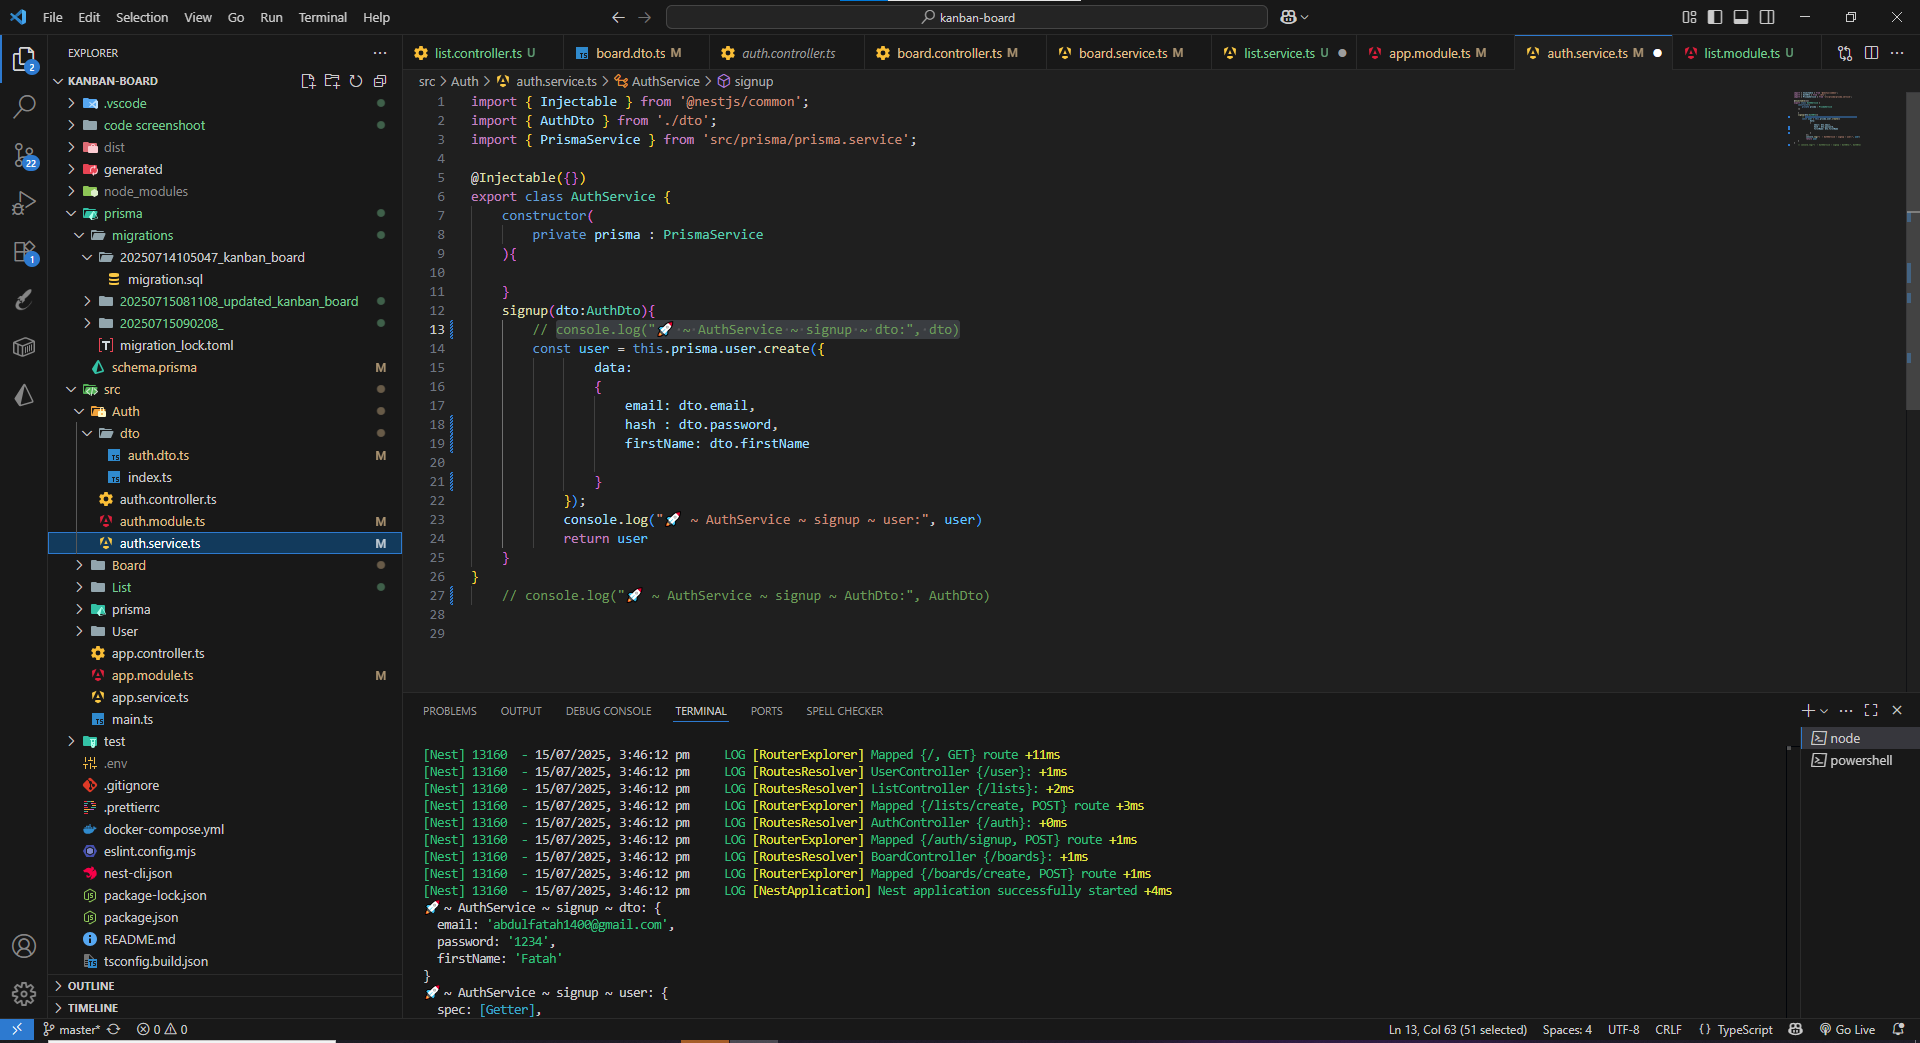 File Edit Selection View Go Run Terminal Help
kanban-board
EXPLORER
KANBAN-BOARD
.vscode
code screenshoot
dist
generated
node_modules
prisma
migrations
20250714105047_kanban_board
migration.sql
20250715081108_updated_kanban_board
20250715090208_
migration_lock.toml
schema.prisma M
src
Auth
dto
auth.dto.ts M
index.ts
auth.controller.ts
auth.module.ts M
auth.service.ts M
Board
List
prisma
User
app.controller.ts
app.module.ts M
app.service.ts
main.ts
test
.env
.gitignore
.prettierrc
docker-compose.yml
eslint.config.mjs
nest-cli.json
package-lock.json
package.json
README.md
tsconfig.build.json
OUTLINE
TIMELINE
2
22
1
list.controller.ts U board.dto.ts M auth.controller.ts board.controller.ts M board.service.ts M list.service.ts U app.module.ts M auth.service.ts M list.module.ts U
src > Auth > auth.service.ts > AuthService > signup
1 import { Injectable } from '@nestjs/common';
2 import { AuthDto } from './dto';
3 import { PrismaService } from 'src/prisma/prisma.service';
4
5 @Injectable({})
6 export class AuthService {
7 constructor(
8 private prisma : PrismaService
9 ){
10
11 }
12 signup(dto:AuthDto){
13 // console.log("🚀 ~ AuthService ~ signup ~ dto:", dto)
14 const user = this.prisma.user.create({
15 data:
16 {
17 email: dto.email,
18 hash : dto.password,
19 firstName: dto.firstName
20
21 }
22 });
23 console.log("🚀 ~ AuthService ~ signup ~ user:", user)
24 return user
25 }
26 }
27 // console.log("🚀 ~ AuthService ~ signup ~ AuthDto:", AuthDto)
28
29
PROBLEMS OUTPUT DEBUG CONSOLE TERMINAL PORTS SPELL CHECKER
node
powershell
[Nest] 13160 - 15/07/2025, 3:46:12 pm LOG [RouterExplorer] Mapped {/, GET} route +11ms
[Nest] 13160 - 15/07/2025, 3:46:12 pm LOG [RoutesResolver] UserController {/user}: +1ms
[Nest] 13160 - 15/07/2025, 3:46:12 pm LOG [RoutesResolver] ListController {/lists}: +2ms
[Nest] 13160 - 15/07/2025, 3:46:12 pm LOG [RouterExplorer] Mapped {/lists/create, POST} route +3ms
[Nest] 13160 - 15/07/2025, 3:46:12 pm LOG [RoutesResolver] AuthController {/auth}: +0ms
[Nest] 13160 - 15/07/2025, 3:46:12 pm LOG [RouterExplorer] Mapped {/auth/signup, POST} route +1ms
[Nest] 13160 - 15/07/2025, 3:46:12 pm LOG [RoutesResolver] BoardController {/boards}: +1ms
[Nest] 13160 - 15/07/2025, 3:46:12 pm LOG [RouterExplorer] Mapped {/boards/create, POST} route +1ms
[Nest] 13160 - 15/07/2025, 3:46:12 pm LOG [NestApplication] Nest application successfully started +4ms
🚀 ~ AuthService ~ signup ~ dto: {
email: 'abdulfatah1400@gmail.com',
password: '1234',
firstName: 'Fatah'
}
🚀 ~ AuthService ~ signup ~ user: {
spec: [Getter],
master* 0 0 Ln 13, Col 63 (51 selected) Spaces: 4 UTF-8 CRLF {} TypeScript Go Live